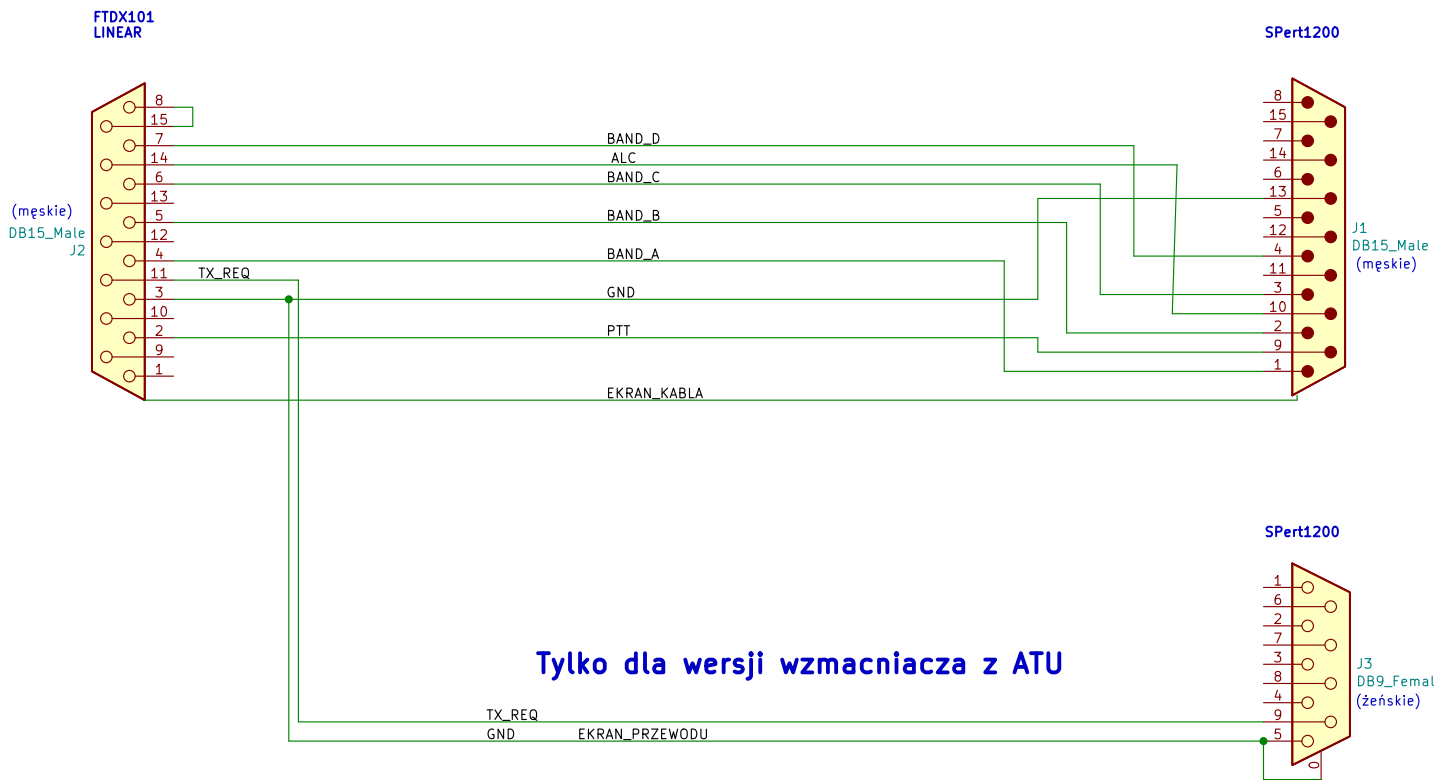 FTDX101
LINEAR
SPert1200
8
15
7
14
6
13
5
12
4
11
3
10
2
9
1
(męskie)
DB15_Male
J2
BAND_D
ALC
BAND_C
BAND_B
BAND_A
TX_REQ
GND
PTT
EKRAN_KABLA
8
15
7
14
6
13
5
12
4
11
3
10
2
9
1
J1
DB15_Male
(męskie)
SPert1200
1
6
2
7
3
8
4
9
5
0
J3
DB9_Femal
(żeńskie)
Tylko dla wersji wzmacniacza z ATU
TX_REQ
GND EKRAN_PRZEWODU